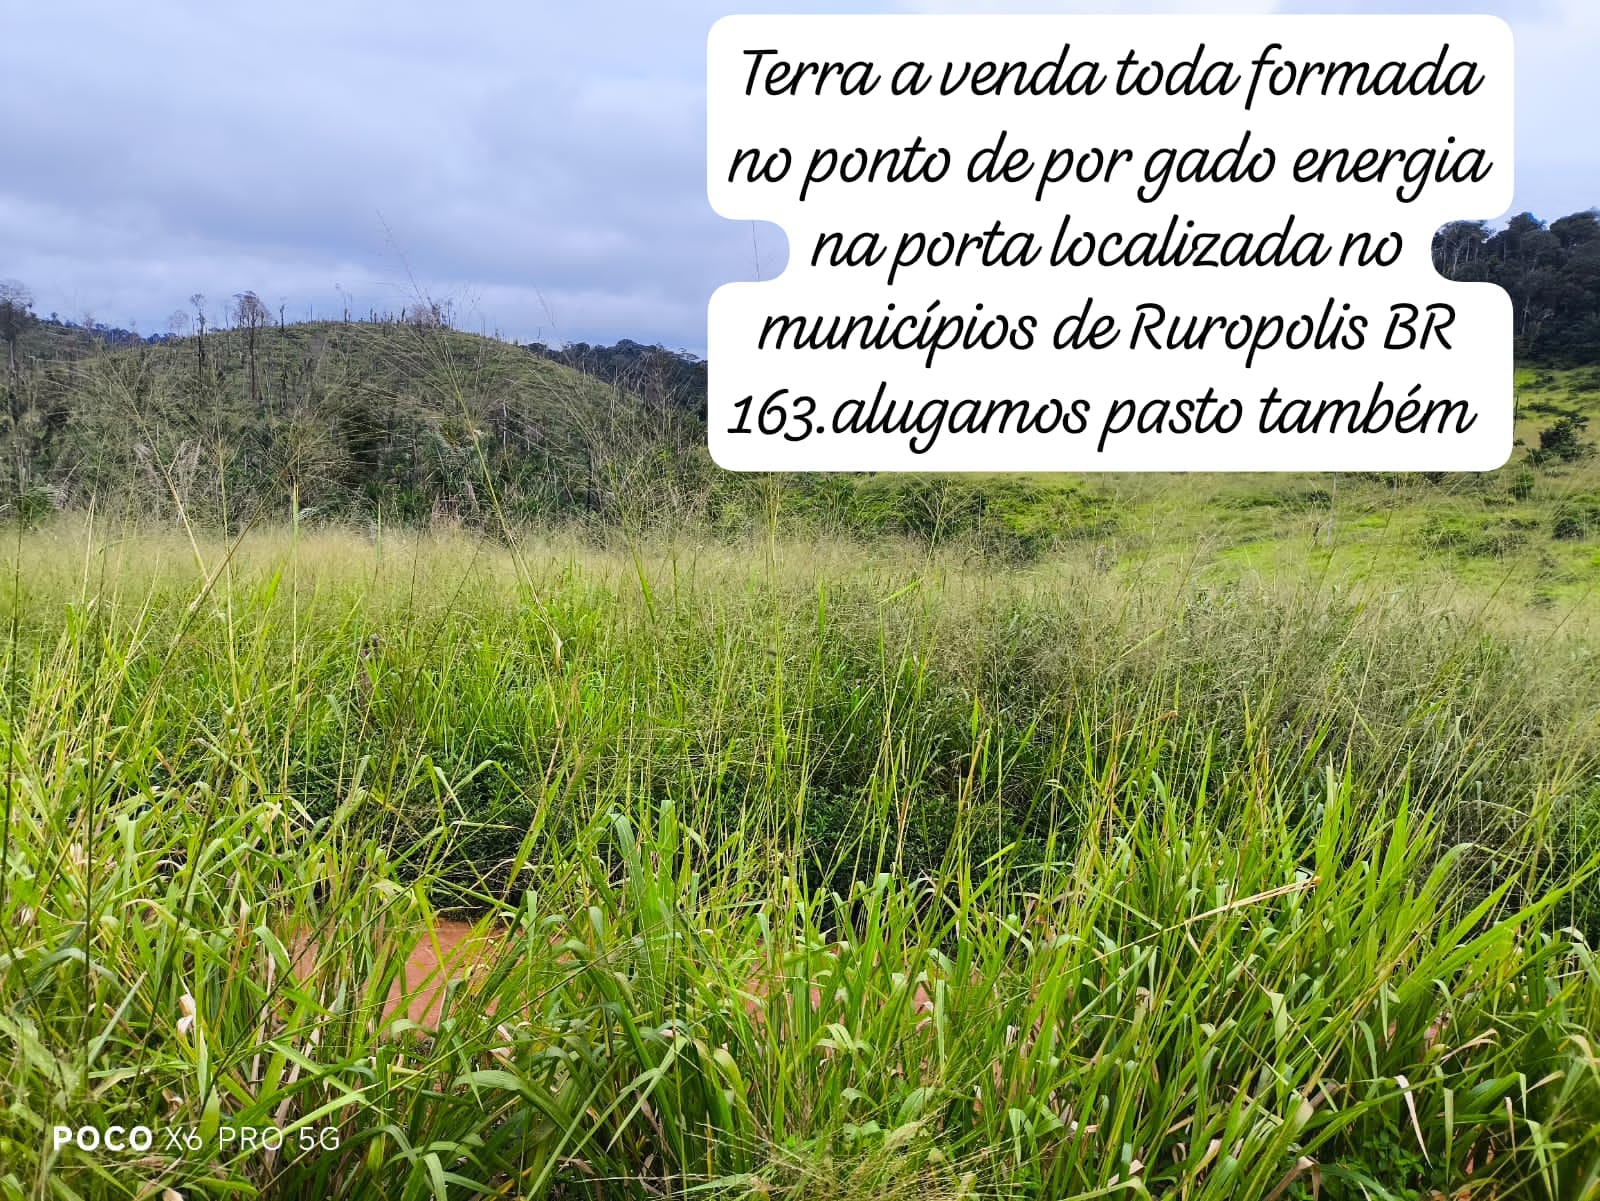 Terra a venda toda formada
no ponto de por gado energia
na porta localizada no
municípios de Ruropolis BR
163.alugamos pasto também
POCO X6 PRO 5G